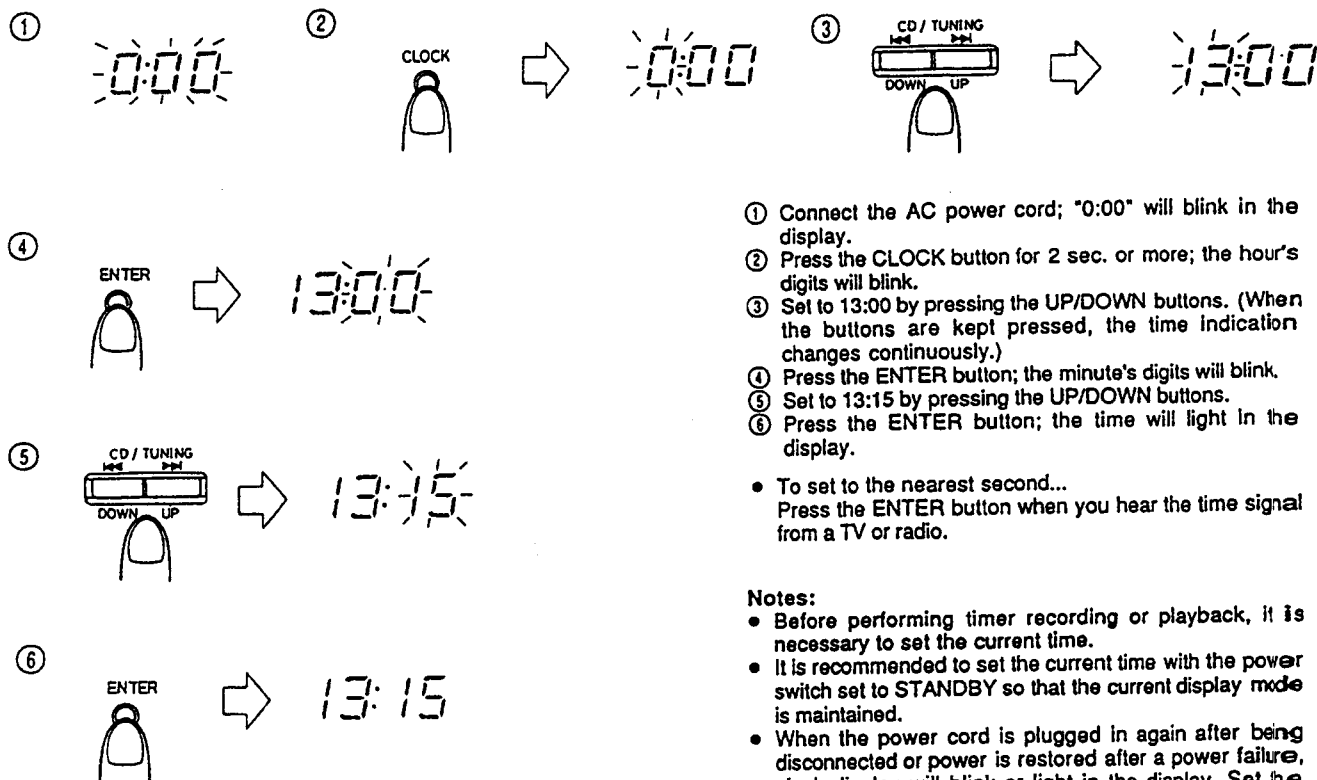 ①
0:00
②
CLOCK
0:00
③
CD / TUNING
DOWN UP
13:00
④
ENTER
13:00
⑤
CD / TUNING
DOWN UP
13:15
⑥
ENTER
13:15
① Connect the AC power cord; "0:00" will blink in the
display.
② Press the CLOCK button for 2 sec. or more; the hour's
digits will blink.
③ Set to 13:00 by pressing the UP/DOWN buttons. (When
the buttons are kept pressed, the time indication
changes continuously.)
④ Press the ENTER button; the minute's digits will blink.
⑤ Set to 13:15 by pressing the UP/DOWN buttons.
⑥ Press the ENTER button; the time will light in the
display.
● To set to the nearest second...
Press the ENTER button when you hear the time signal
from a TV or radio.
Notes:
● Before performing timer recording or playback, it is
necessary to set the current time.
● It is recommended to set the current time with the power
switch set to STANDBY so that the current display mode
is maintained.
● When the power cord is plugged in again after being
disconnected or power is restored after a power failure,
will blink or light in the display. Set the